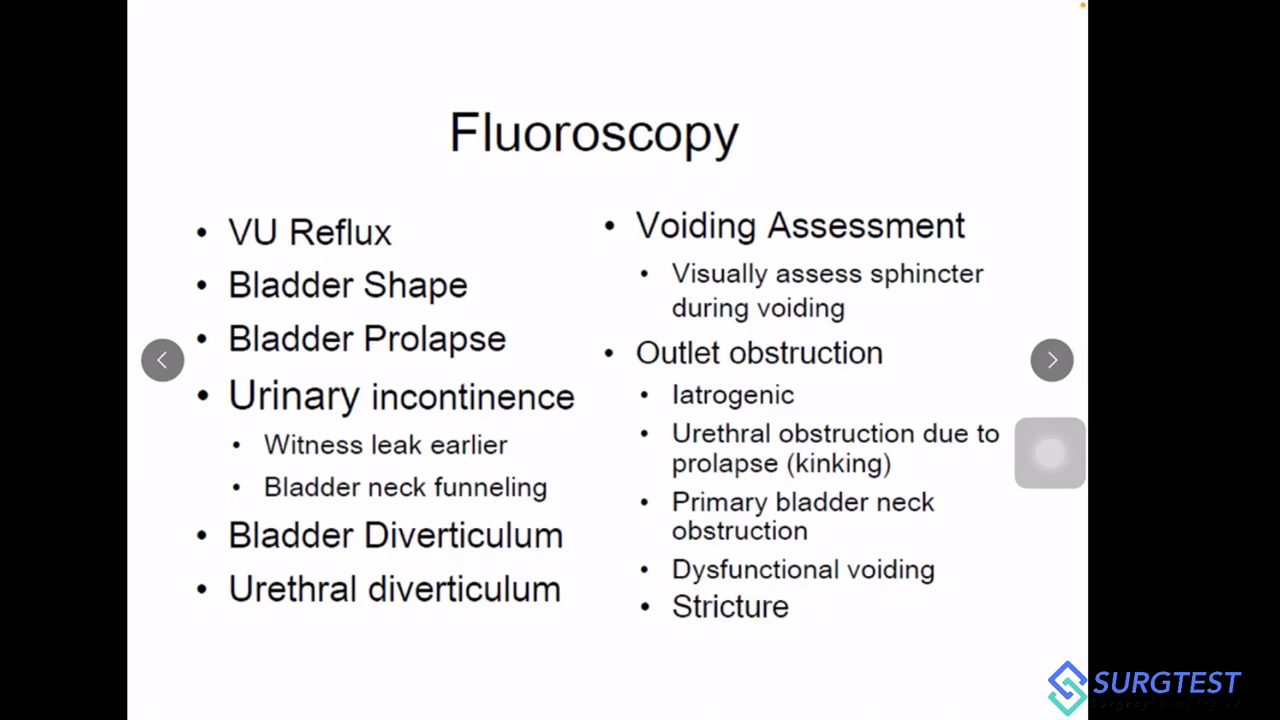 Fluoroscopy
• VU Reflux
• Bladder Shape
• Bladder Prolapse
• Urinary incontinence
• Witness leak earlier
• Bladder neck funneling
• Bladder Diverticulum
• Urethral diverticulum
• Voiding Assessment
• Visually assess sphincter
during voiding
• Outlet obstruction
• Iatrogenic
• Urethral obstruction due to
prolapse (kinking)
• Primary bladder neck
obstruction
• Dysfunctional voiding
• Stricture
SURGTEST
Surgery Simplified